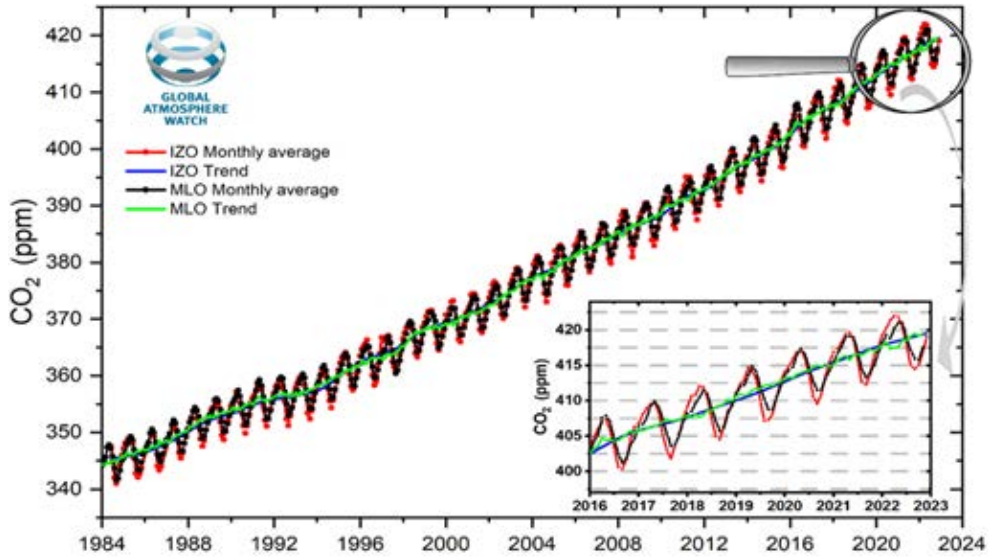 CO₂ (ppm)
420
410
400
390
380
370
360
350
340
GLOBAL
ATMOSPHERE
WATCH
IZO Monthly average
IZO Trend
MLO Monthly average
MLO Trend
CO₂ (ppm)
420
415
410
405
400
2016 2017 2018 2019 2020 2021 2022 2023
1984 1988 1992 1996 2000 2004 2008 2012 2016 2020 2024